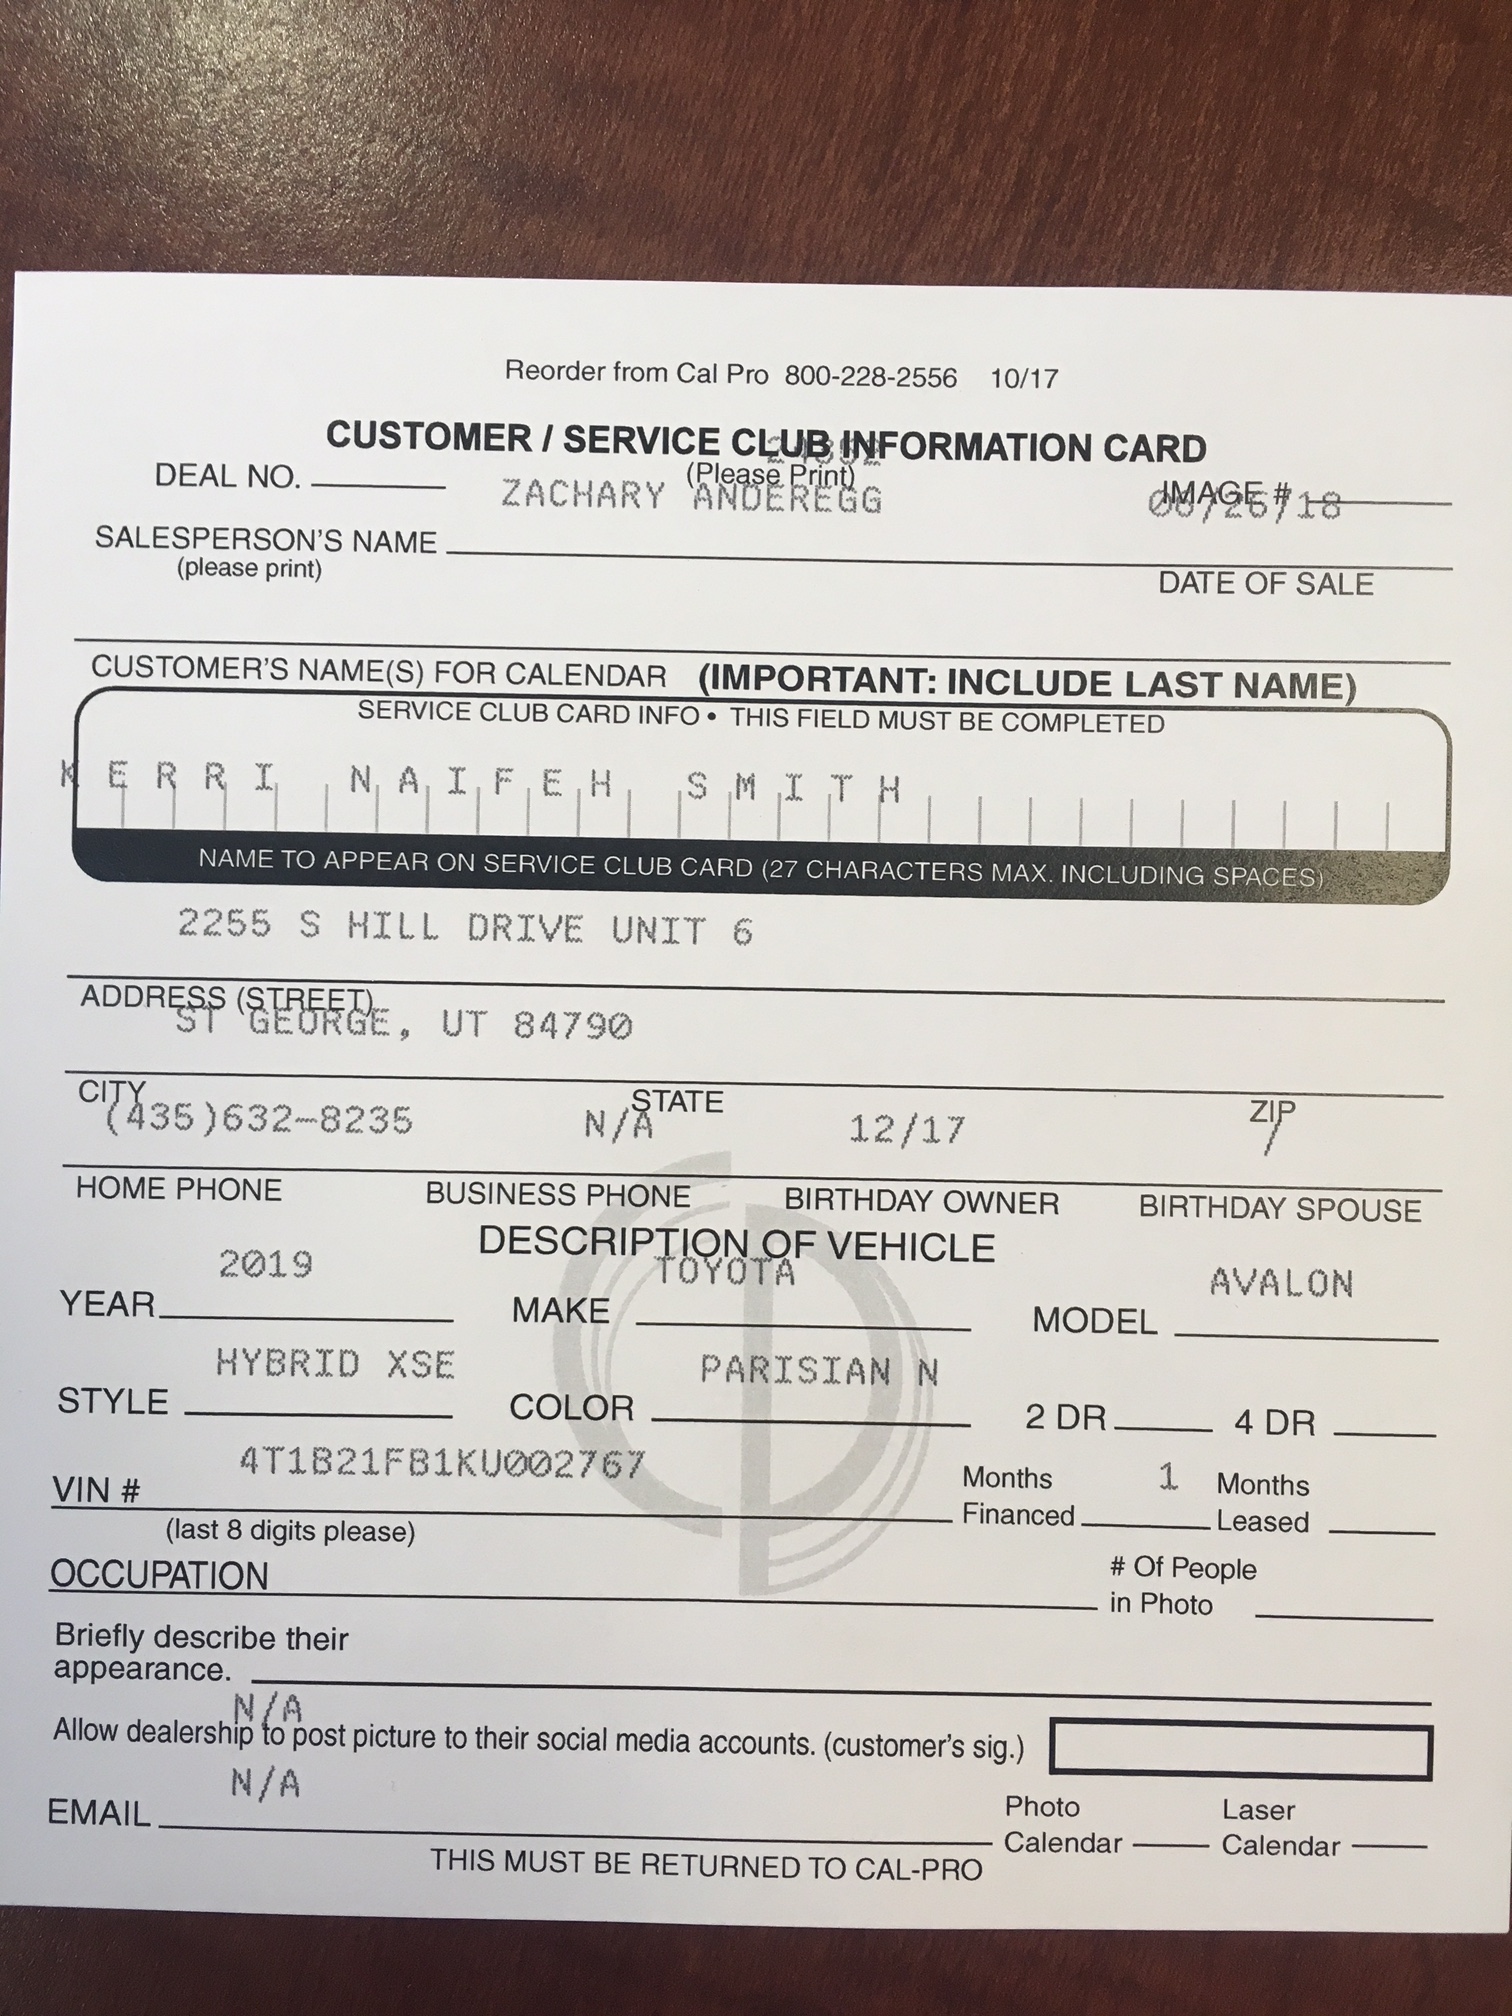 Reorder from Cal Pro 800-228-2556 10/17
CUSTOMER / SERVICE CLUB INFORMATION CARD
DEAL NO. (Please Print) IMAGE #
ZACHARY ANDEREGG /26/18
SALESPERSON'S NAME
(please print) DATE OF SALE
CUSTOMER'S NAME(S) FOR CALENDAR (IMPORTANT: INCLUDE LAST NAME)
SERVICE CLUB CARD INFO • THIS FIELD MUST BE COMPLETED
KERRI NAIFEH SMITH
NAME TO APPEAR ON SERVICE CLUB CARD (27 CHARACTERS MAX. INCLUDING SPACES)
2255 S HILL DRIVE UNIT 6
ADDRESS (STREET)
ST GEORGE, UT 84790
CITY STATE ZIP
(435)632-8235 N/A 12/17 /
HOME PHONE BUSINESS PHONE BIRTHDAY OWNER BIRTHDAY SPOUSE
DESCRIPTION OF VEHICLE
2019 TOYOTA AVALON
YEAR MAKE MODEL
HYBRID XSE PARISIAN N
STYLE COLOR 2 DR 4 DR
4T1B21FB1KU002767
VIN # Months Financed 1 Months Leased
(last 8 digits please)
OCCUPATION # Of People in Photo
Briefly describe their
appearance.
N/A
Allow dealership to post picture to their social media accounts. (customer's sig.)
N/A
EMAIL Photo Calendar Laser Calendar
THIS MUST BE RETURNED TO CAL-PRO